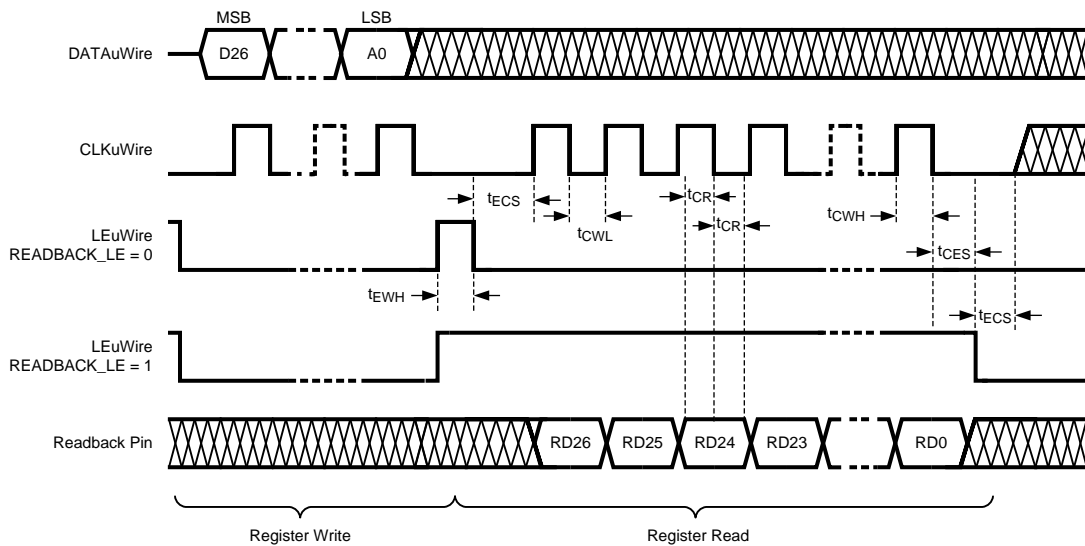 MSB
LSB
DATAuWire
D26
A0
CLKuWire
tECS
tCWL
tCR
tCR
tCWH
LEuWire
READBACK_LE = 0
tCES
tEWH
tECS
LEuWire
READBACK_LE = 1
Readback Pin
RD26
RD25
RD24
RD23
RD0
Register Write
Register Read